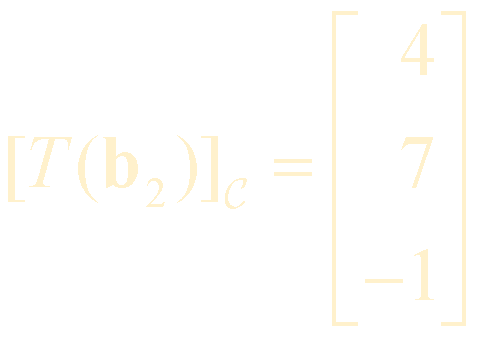 4
[T(b₂)]_𝒞 = 7
−1